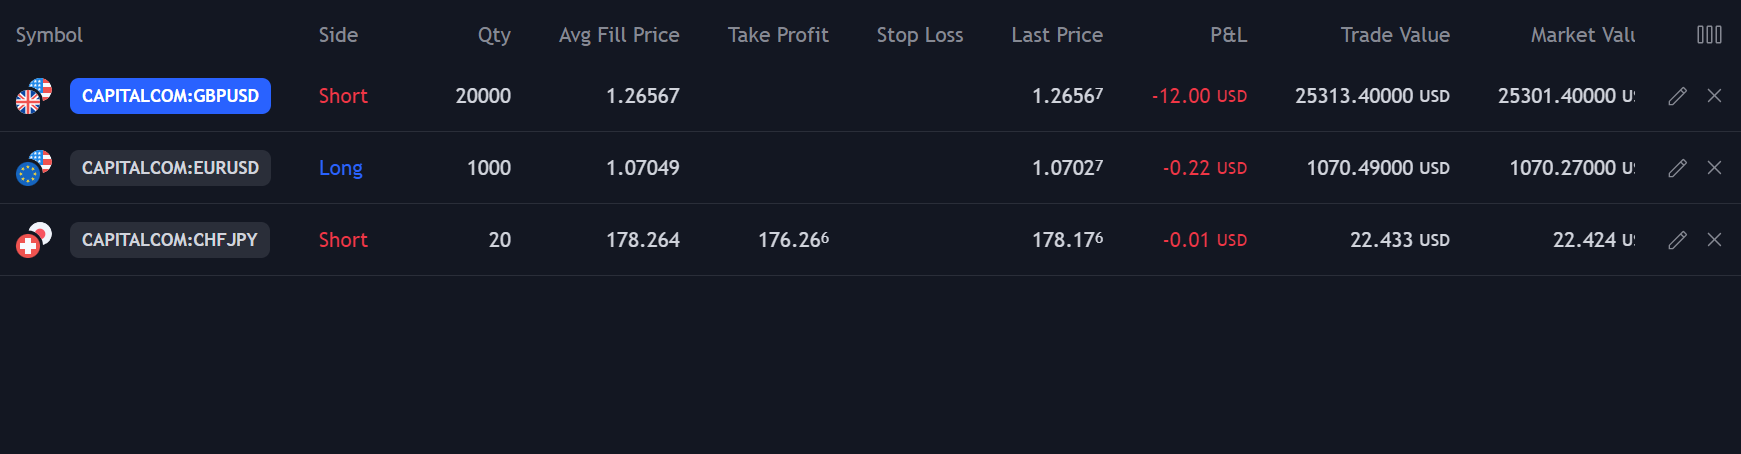 Symbol Side Qty Avg Fill Price Take Profit Stop Loss Last Price P&L Trade Value Market Valu
CAPITALCOM:GBPUSD Short 20000 1.26567 1.26567 -12.00 USD 25313.40000 USD 25301.40000 US
CAPITALCOM:EURUSD Long 1000 1.07049 1.07027 -0.22 USD 1070.49000 USD 1070.27000 US
CAPITALCOM:CHFJPY Short 20 178.264 176.266 178.176 -0.01 USD 22.433 USD 22.424 US